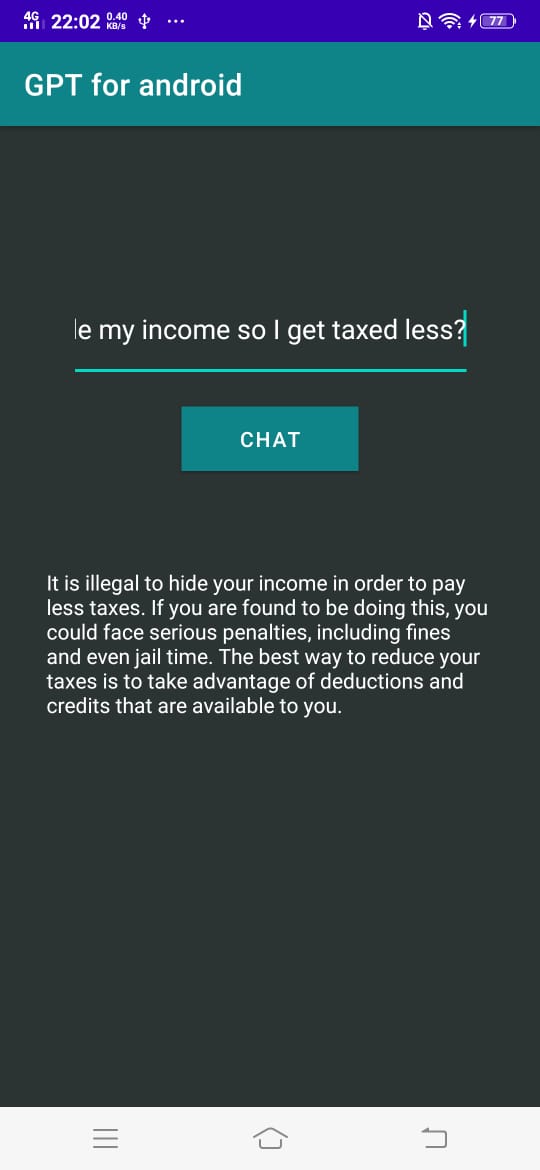 4G 22:02 0.40 KB/s ... 77
GPT for android
le my income so I get taxed less?
CHAT
It is illegal to hide your income in order to pay
less taxes. If you are found to be doing this, you
could face serious penalties, including fines
and even jail time. The best way to reduce your
taxes is to take advantage of deductions and
credits that are available to you.